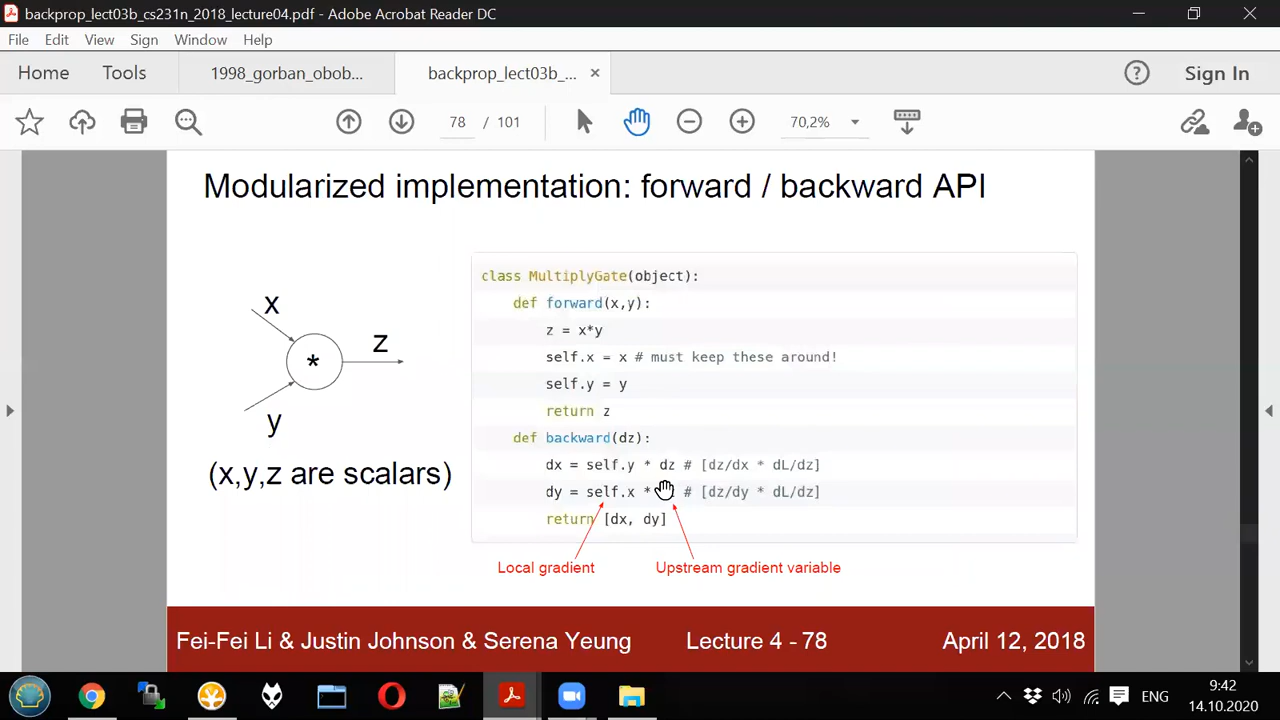 backprop_lect03b_cs231n_2018_lecture04.pdf - Adobe Acrobat Reader DC
File Edit View Sign Window Help
Home Tools 1998_gorban_obob... backprop_lect03b_... Sign In
78 / 101 70,2%
Modularized implementation: forward / backward API
class MultiplyGate(object):
def forward(x,y):
z = x*y
self.x = x # must keep these around!
self.y = y
return z
def backward(dz):
dx = self.y * dz # [dz/dx * dL/dz]
dy = self.x * # [dz/dy * dL/dz]
return [dx, dy]
x
y
*
z
(x,y,z are scalars)
Local gradient
Upstream gradient variable
Fei-Fei Li & Justin Johnson & Serena Yeung Lecture 4 - 78 April 12, 2018
ENG
9:42
14.10.2020